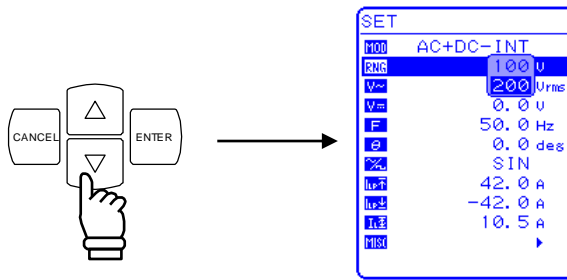 CANCEL
ENTER
SET
MOD AC+DC-INT
RNG 100 V
V~ 200 Vrms
V= 0.0 V
F 50.0 Hz
θ 0.0 deg
SIN
42.0 A
-42.0 A
10.5 A
MISC